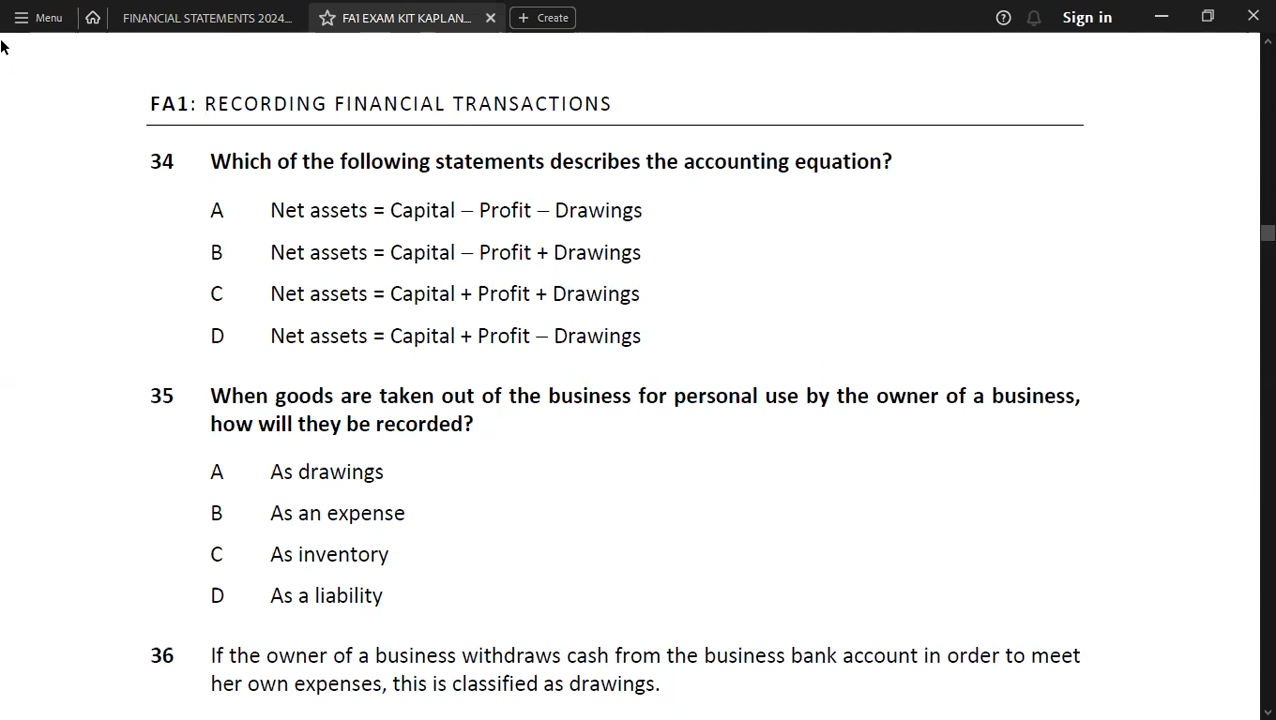 Menu
FINANCIAL STATEMENTS 2024...
FA1 EXAM KIT KAPLAN...
Create
Sign in
FA1: RECORDING FINANCIAL TRANSACTIONS
34 Which of the following statements describes the accounting equation?
A Net assets = Capital – Profit – Drawings
B Net assets = Capital – Profit + Drawings
C Net assets = Capital + Profit + Drawings
D Net assets = Capital + Profit – Drawings
35 When goods are taken out of the business for personal use by the owner of a business,
how will they be recorded?
A As drawings
B As an expense
C As inventory
D As a liability
36 If the owner of a business withdraws cash from the business bank account in order to meet
her own expenses, this is classified as drawings.